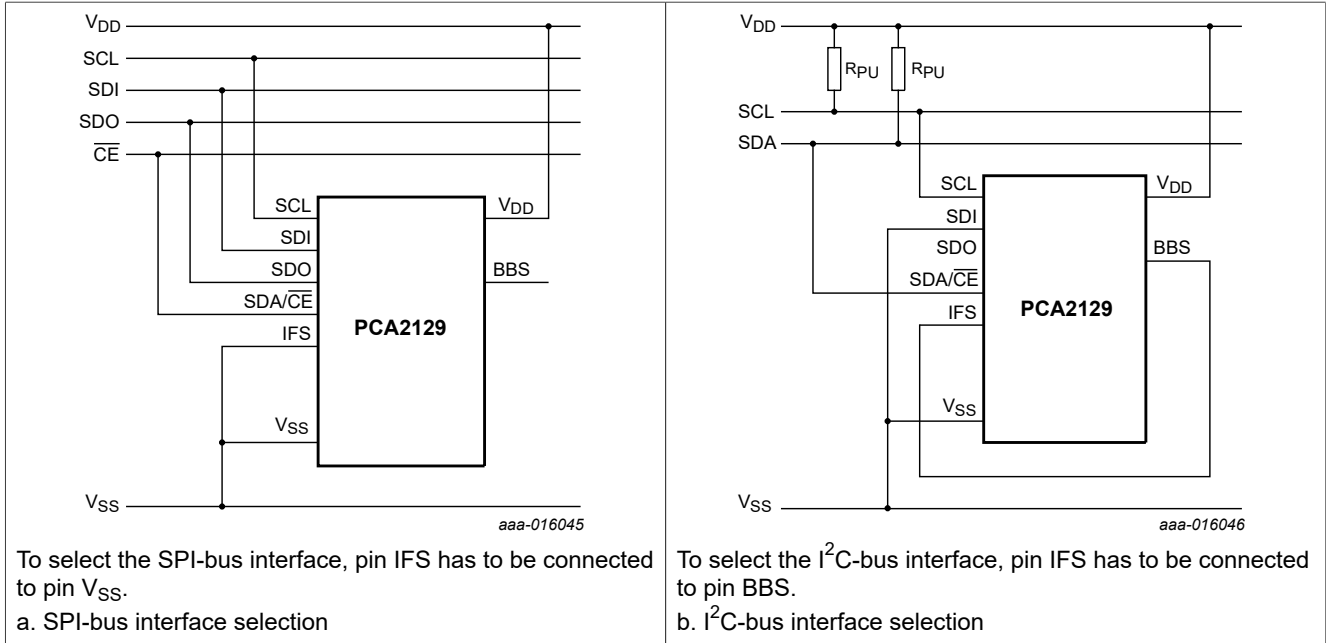 VDD
SCL
SDI
SDO
CE
SCL
SDI
SDO
SDA/CE
IFS
VSS
VDD
BBS
PCA2129
VSS
aaa-016045
To select the SPI-bus interface, pin IFS has to be connected
to pin VSS.
a. SPI-bus interface selection
VDD
RPU
RPU
SCL
SDA
SCL
SDI
SDO
SDA/CE
IFS
VSS
VDD
BBS
PCA2129
VSS
aaa-016046
To select the I2C-bus interface, pin IFS has to be connected
to pin BBS.
b. I2C-bus interface selection